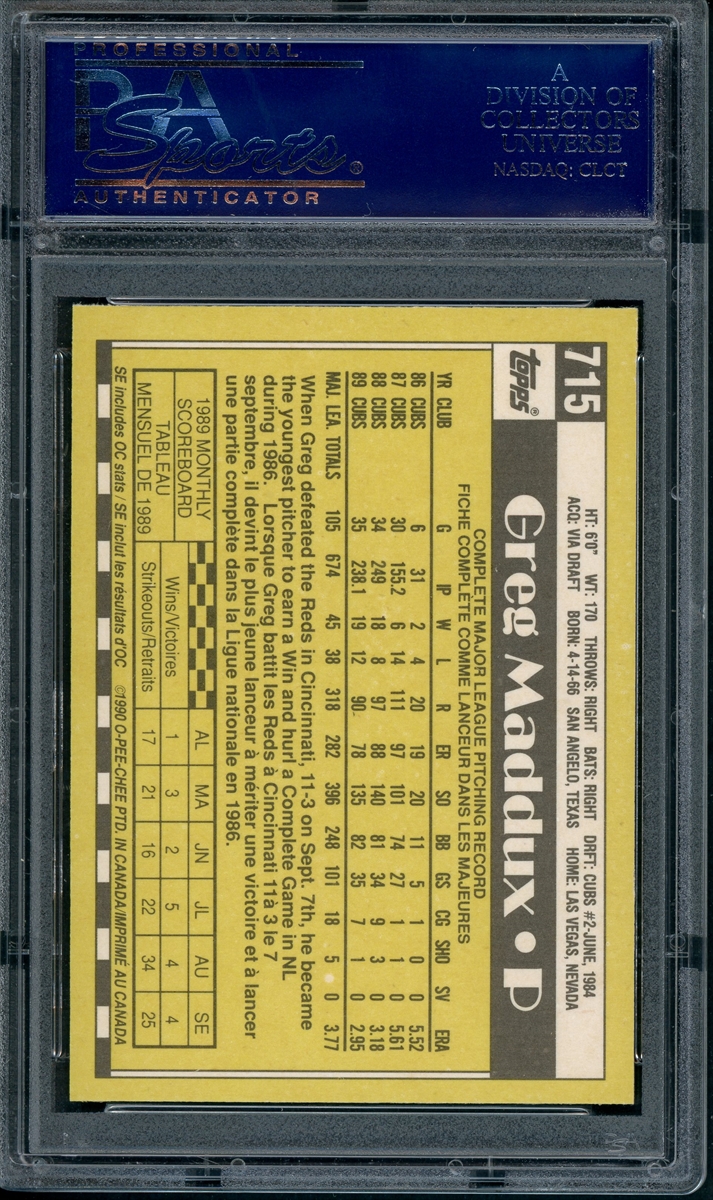 PROFESSIONAL
PSA
Sports®
AUTHENTICATOR
A
DIVISION OF
COLLECTORS
UNIVERSE
NASDAQ: CLCT
715
HT: 6'0" WT: 170 THROWS: RIGHT BATS: RIGHT DRFT: CUBS #2-JUNE, 1984
ACQ: VIA DRAFT BORN: 4-14-66 SAN ANGELO, TEXAS HOME: LAS VEGAS, NEVADA
topps®
Greg Maddux • P
COMPLETE MAJOR LEAGUE PITCHING RECORD
FICHE COMPLÈTE COMME LANCEUR DANS LES MAJEURES
YR CLUB G IP W L R ER SO BB GS CG SHO SV ERA
86 CUBS 6 31 2 4 20 19 20 11 5 1 0 0 5.52
87 CUBS 30 155.2 6 14 111 97 101 74 27 1 1 0 5.61
88 CUBS 34 249 18 8 97 88 140 81 34 9 3 0 3.18
89 CUBS 35 238.1 19 12 90 78 135 82 35 7 1 0 2.95
MAJ. LEA. TOTALS 105 674 45 38 318 282 396 248 101 18 5 0 3.77
When Greg defeated the Reds in Cincinnati, 11-3 on Sept. 7th, he became
the youngest pitcher to earn a Win and hurl a Complete Game in NL
during 1986. Lorsque Greg battit les Reds à Cincinnati 11 à 3 le 7
septembre, il devint le plus jeune lanceur à mériter une victoire et à lancer
une partie complète dans la Ligue nationale en 1986.
1989 MONTHLY
SCOREBOARD
TABLEAU
MENSUEL DE 1989
AL MA JN JL AU SE
Wins/Victoires 1 3 2 5 4 4
Strikeouts/Retraits 17 21 16 22 34 25
SE includes OC stats / SE inclut les résultats d'OC ©1990 O-PEE-CHEE PTD. IN CANADA/IMPRIMÉ AU CANADA